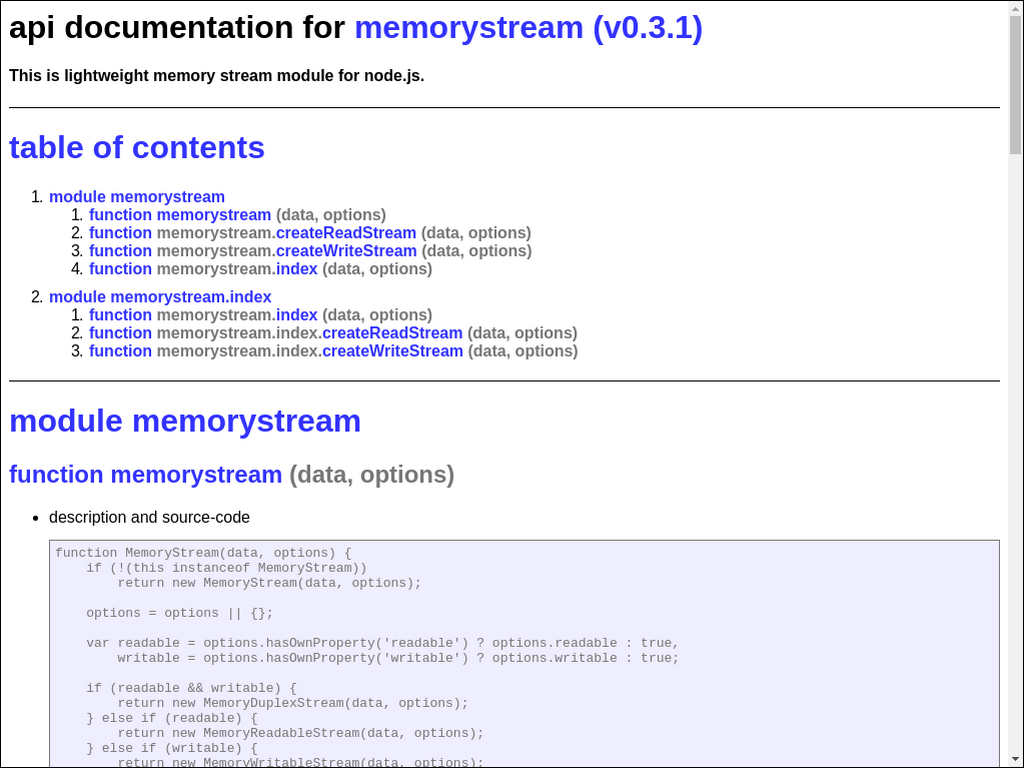 api documentation for memorystream (v0.3.1)
This is lightweight memory stream module for node.js.
table of contents
1. module memorystream
1. function memorystream (data, options)
2. function memorystream.createReadStream (data, options)
3. function memorystream.createWriteStream (data, options)
4. function memorystream.index (data, options)
2. module memorystream.index
1. function memorystream.index (data, options)
2. function memorystream.index.createReadStream (data, options)
3. function memorystream.index.createWriteStream (data, options)
module memorystream
function memorystream (data, options)
• description and source-code
function MemoryStream(data, options) {
    if (!(this instanceof MemoryStream))
        return new MemoryStream(data, options);
    options = options || {};
    var readable = options.hasOwnProperty('readable') ? options.readable : true,
        writable = options.hasOwnProperty('writable') ? options.writable : true;
    if (readable && writable) {
        return new MemoryDuplexStream(data, options);
    } else if (readable) {
        return new MemoryReadableStream(data, options);
    } else if (writable) {
        return new MemoryWritableStream(data, options);